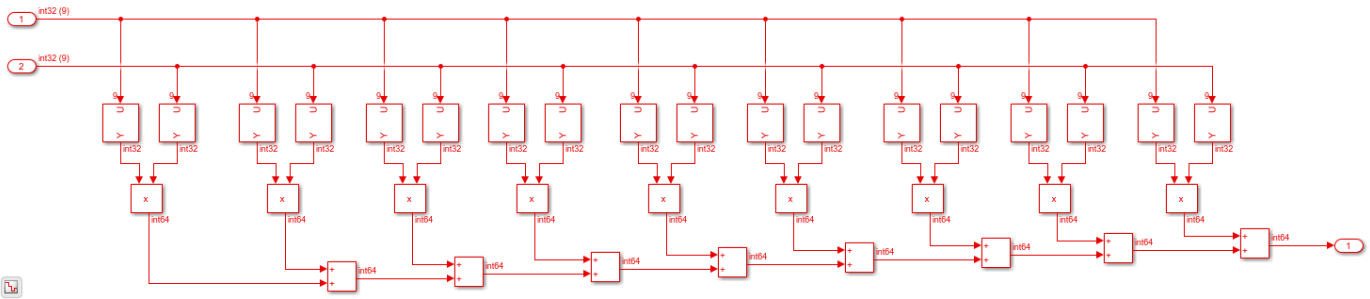 int32 (9)
1
int32 (9)
2
9 9 9 9 9 9 9 9 9 9 9 9 9 9 9 9 9 9
U U U U U U U U U U U U U U U U U U
Y Y Y Y Y Y Y Y Y Y Y Y Y Y Y Y Y Y
int32 int32 int32 int32 int32 int32 int32 int32 int32 int32 int32 int32 int32 int32 int32 int32 int32 int32
x x x x x x x x x
int64 int64 int64 int64 int64 int64 int64 int64 int64
+ + int64
+ + int64
+ + int64
+ + int64
+ + int64
+ + int64
+ + int64
+ + int64
1